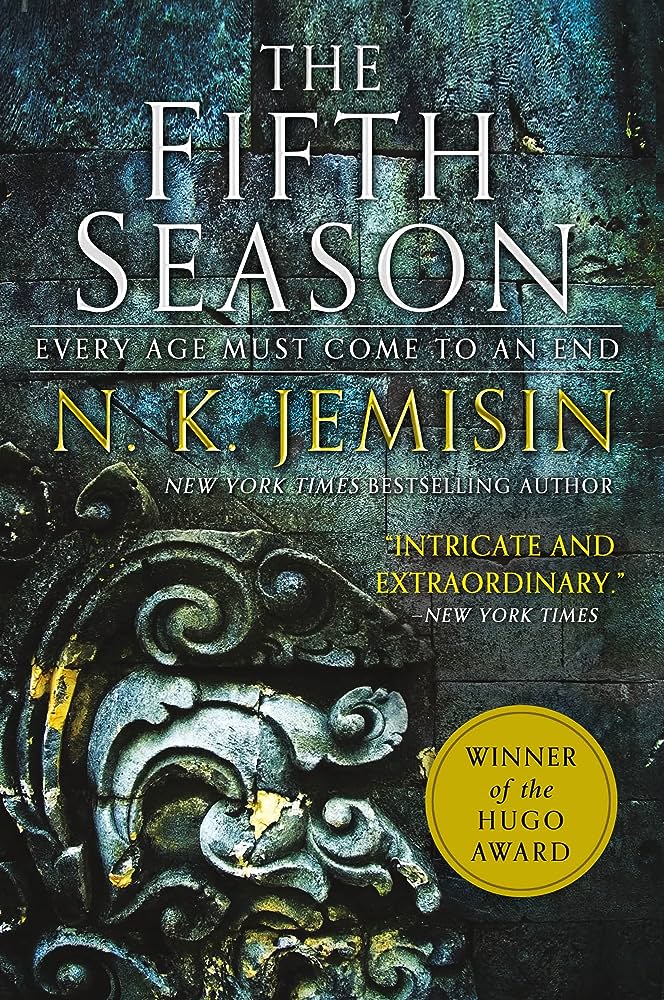 THE
FIFTH
SEASON
EVERY AGE MUST COME TO AN END
N. K. JEMISIN
NEW YORK TIMES BESTSELLING AUTHOR
“INTRICATE AND
EXTRAORDINARY.”
–NEW YORK TIMES
WINNER
of the
HUGO
AWARD